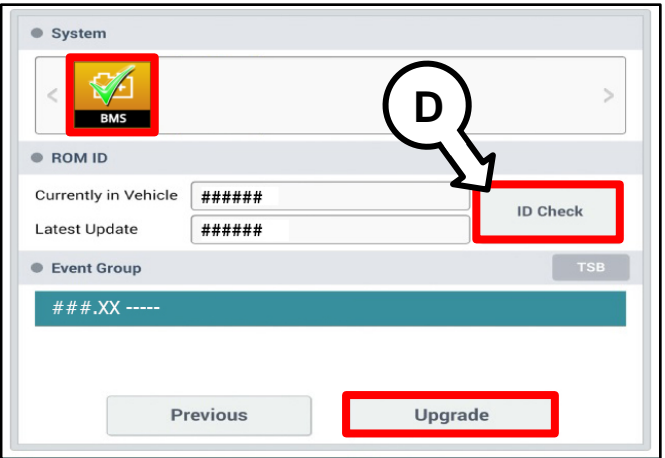 System
<
BMS
D
>
ROM ID
Currently in Vehicle ######
ID Check
Latest Update ######
Event Group
TSB
###.XX -----
Previous
Upgrade